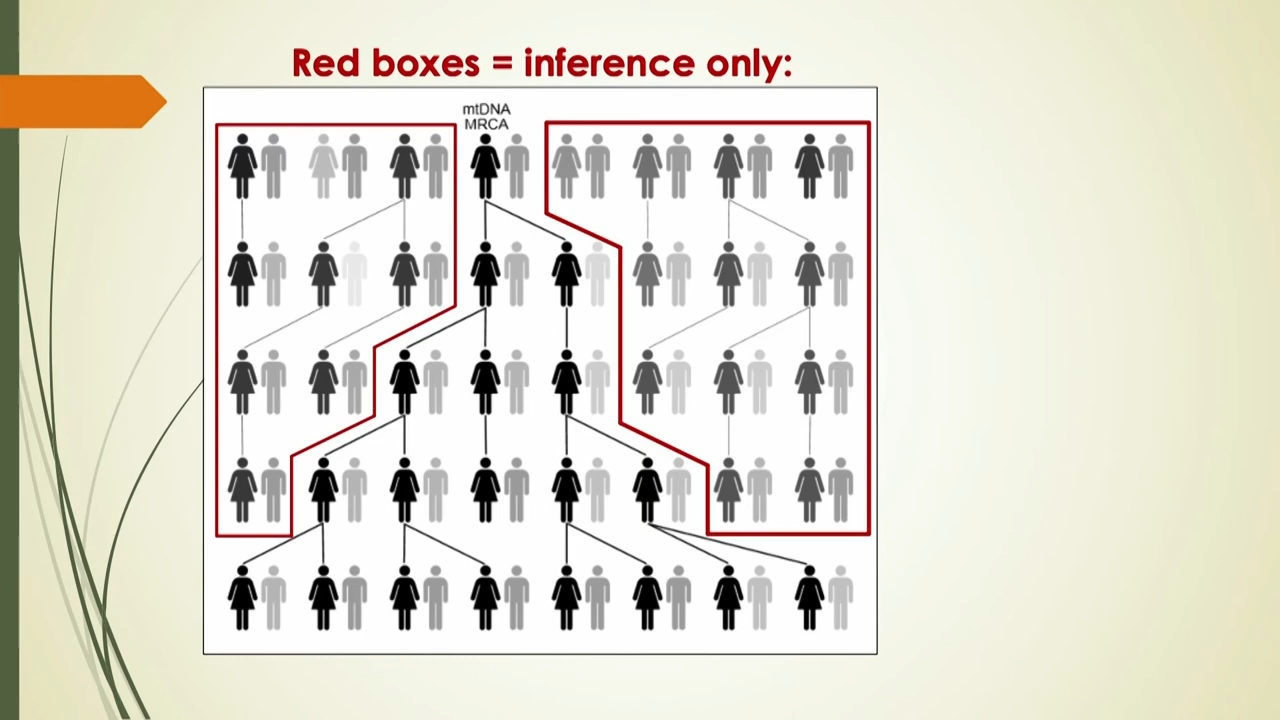 Red boxes = inference only:
mtDNA
MRCA